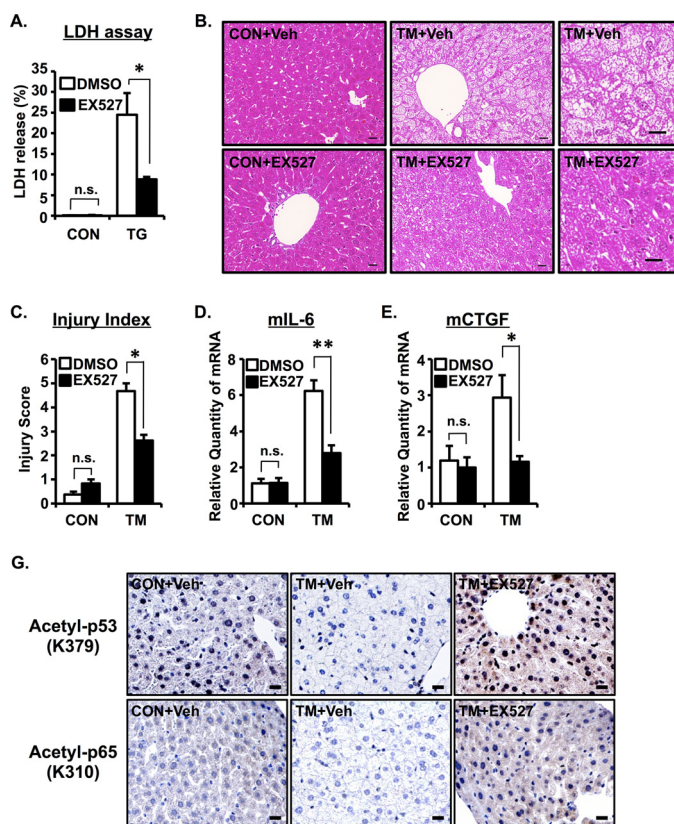 A.
LDH assay
LDH release (%)
35
30
25
20
15
10
5
0
DMSO
EX527
*
n.s.
CON
TG
B.
CON+Veh
TM+Veh
TM+Veh
CON+EX527
TM+EX527
TM+EX527
C.
Injury Index
Injury Score
6
5
4
3
2
1
0
DMSO
EX527
*
n.s.
CON
TM
D.
mIL-6
Relative Quantity of mRNA
8
6
4
2
0
DMSO
EX527
**
n.s.
CON
TM
E.
mCTGF
Relative Quantity of mRNA
4
3
2
1
0
DMSO
EX527
*
n.s.
CON
TM
G.
Acetyl-p53
(K379)
CON+Veh
TM+Veh
TM+EX527
Acetyl-p65
(K310)
CON+Veh
TM+Veh
TM+EX527